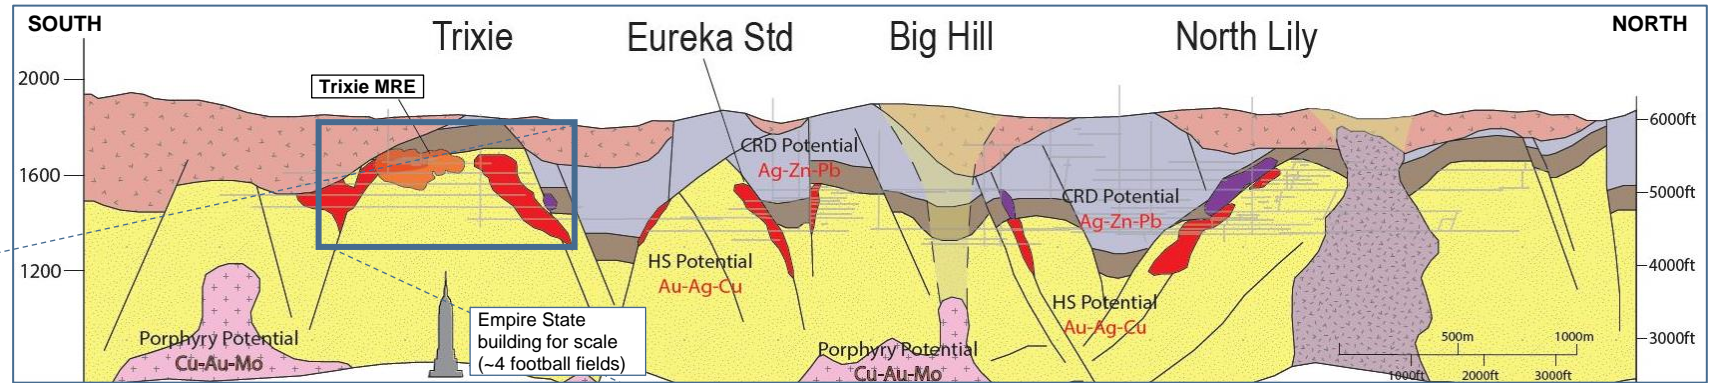 SOUTH
Trixie
Eureka Std
Big Hill
North Lily
NORTH
2000
Trixie MRE
6000ft
CRD Potential
Ag-Zn-Pb
1600
5000ft
CRD Potential
Ag-Zn-Pb
HS Potential
Au-Ag-Cu
1200
4000ft
HS Potential
Au-Ag-Cu
Empire State
building for scale
(~4 football fields)
Porphyry Potential
Cu-Au-Mo
Porphyry Potential
Cu-Au-Mo
500m
1000m
3000ft
1000ft
2000ft
3000ft